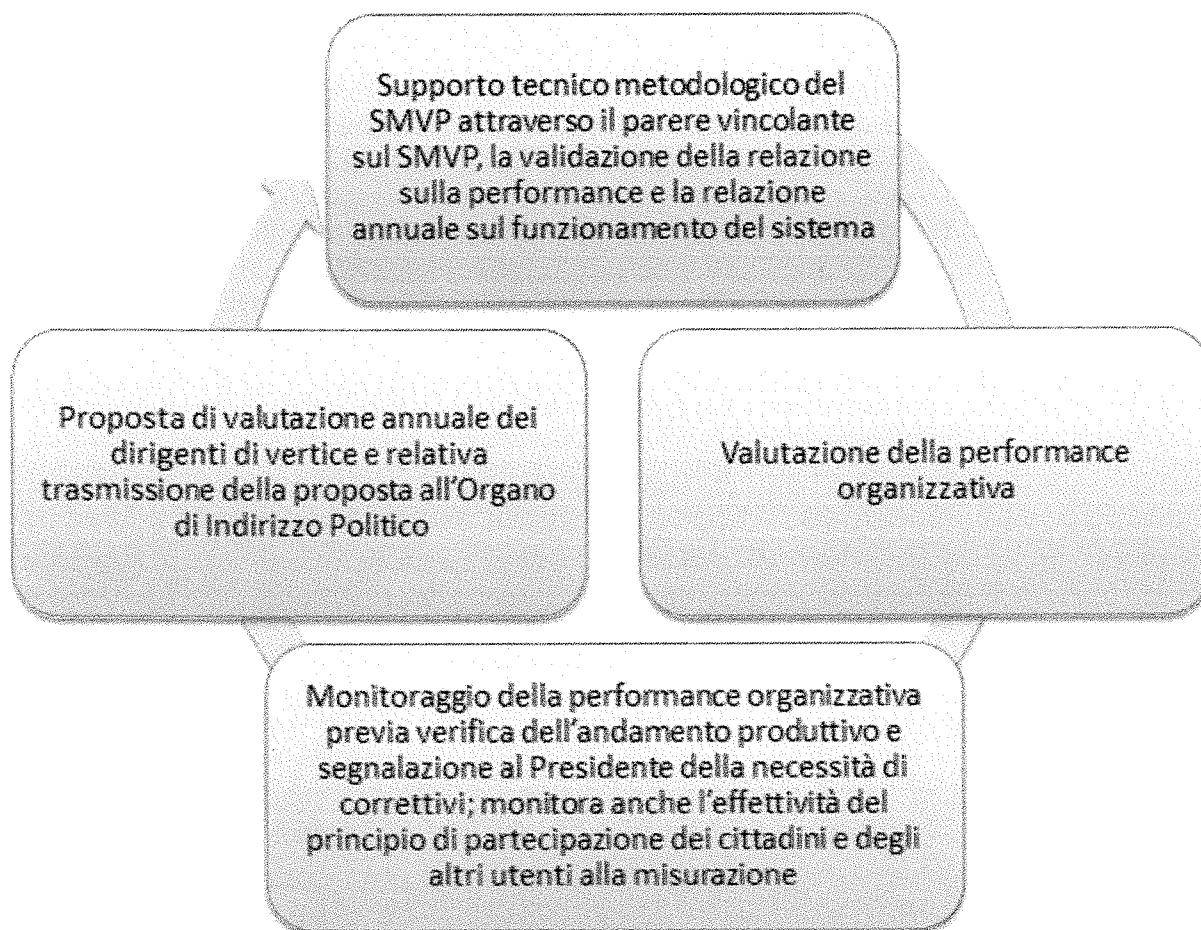 Supporto tecnico metodologico del
SMVP attraverso il parere vincolante
sul SMVP, la validazione della relazione
sulla performance e la relazione
annuale sul funzionamento del sistema
Valutazione della performance
organizzativa
Monitoraggio della performance organizzativa
previa verifica dell'andamento produttivo e
segnalazione al Presidente della necessità di
correttivi; monitora anche l'effettività del
principio di partecipazione dei cittadini e degli
altri utenti alla misurazione
Proposta di valutazione annuale dei
dirigenti di vertice e relativa
trasmissione della proposta all'Organo
di Indirizzo Politico